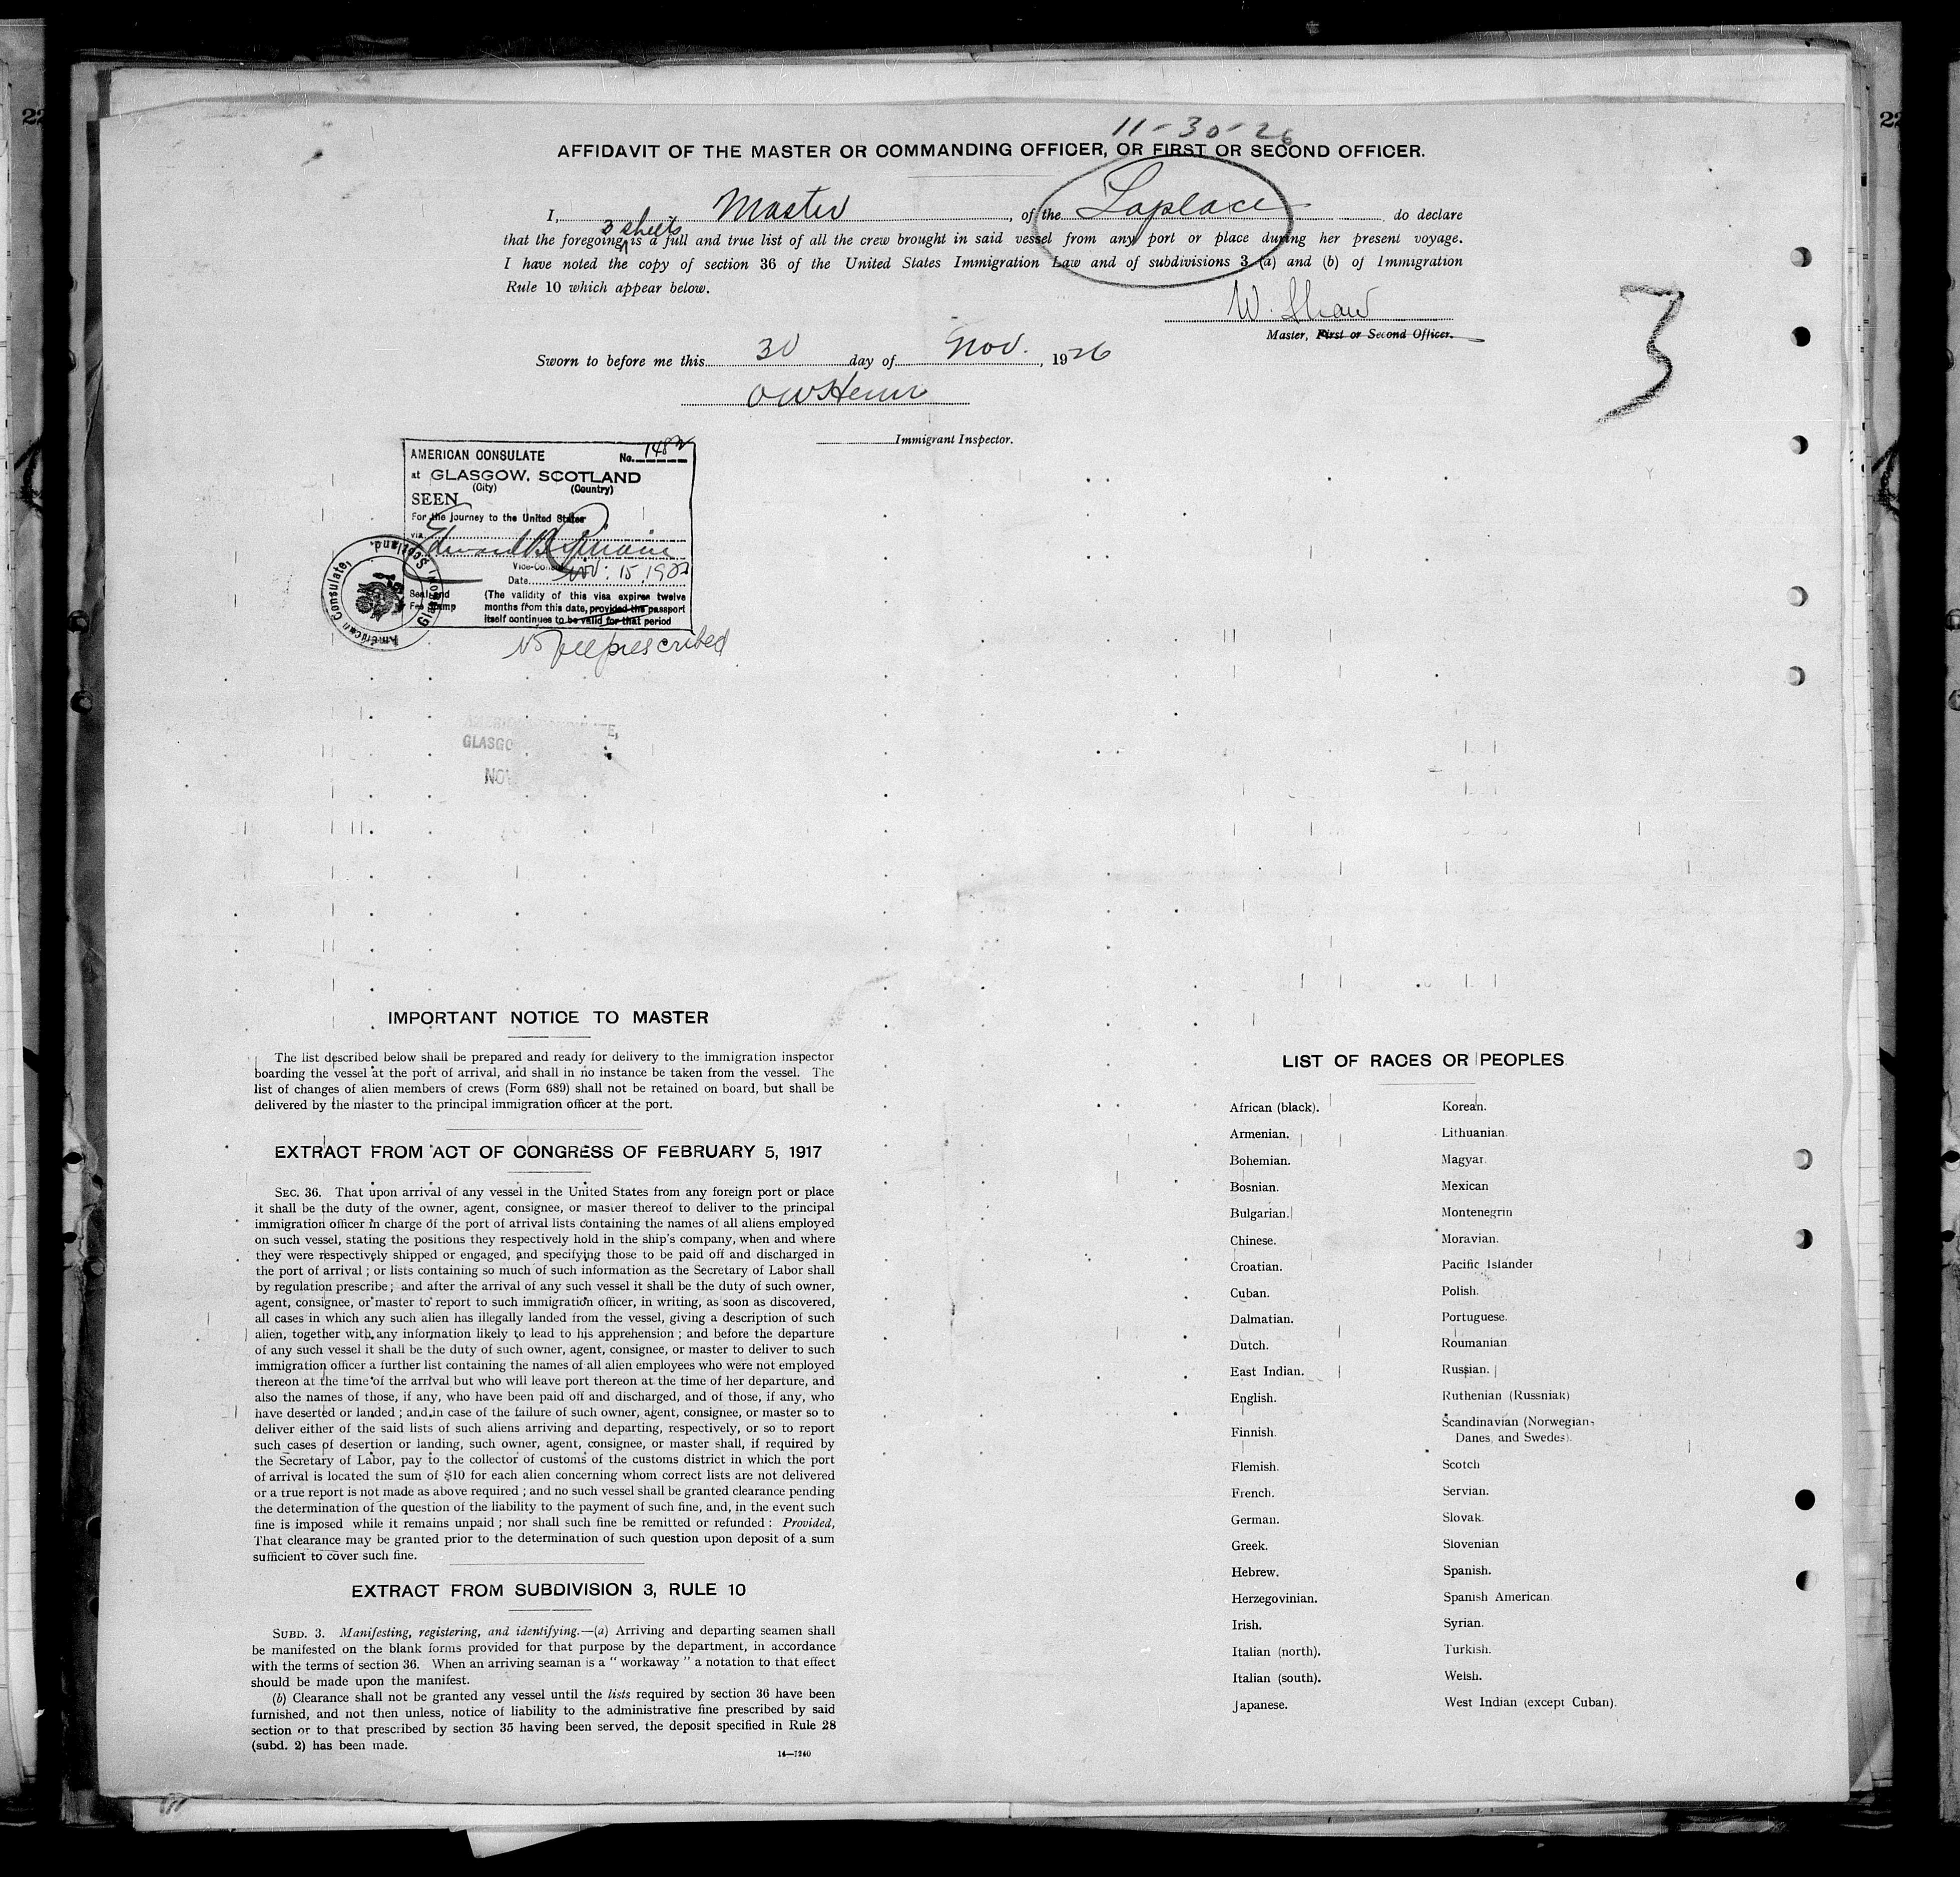 22
22
11-30-26
AFFIDAVIT OF THE MASTER OR COMMANDING OFFICER, OR FIRST OR SECOND OFFICER.
I, Master, of the Laplace do declare
3 sheets
that the foregoing is a full and true list of all the crew brought in said vessel from any port or place during her present voyage.
I have noted the copy of section 36 of the United States Immigration Law and of subdivisions 3 (a) and (b) of Immigration
Rule 10 which appear below.
W. Shaw
Master, First or Second Officer.
3
Sworn to before me this 30 day of Nov., 1926
Immigrant Inspector.
AMERICAN CONSULATE No. 1482
at GLASGOW, SCOTLAND
(City) (Country)
SEEN
For the journey to the United States
via
Edward
Vice-Consul
Date Nov. 15, 192
Seal and (The validity of this visa expires twelve
Fee Stamp months from this date, provided the passport
itself continues to be valid for that period
American Consulate, Glasgow, Scotland.
No fee prescribed
GLASGO
NOV
IMPORTANT NOTICE TO MASTER
The list described below shall be prepared and ready for delivery to the immigration inspector
boarding the vessel at the port of arrival, and shall in no instance be taken from the vessel. The
list of changes of alien members of crews (Form 689) shall not be retained on board, but shall be
delivered by the master to the principal immigration officer at the port.
EXTRACT FROM ACT OF CONGRESS OF FEBRUARY 5, 1917
SEC. 36. That upon arrival of any vessel in the United States from any foreign port or place
it shall be the duty of the owner, agent, consignee, or master thereof to deliver to the principal
immigration officer in charge of the port of arrival lists containing the names of all aliens employed
on such vessel, stating the positions they respectively hold in the ship's company, when and where
they were respectively shipped or engaged, and specifying those to be paid off and discharged in
the port of arrival; or lists containing so much of such information as the Secretary of Labor shall
by regulation prescribe; and after the arrival of any such vessel it shall be the duty of such owner,
agent, consignee, or master to report to such immigration officer, in writing, as soon as discovered,
all cases in which any such alien has illegally landed from the vessel, giving a description of such
alien, together with any information likely to lead to his apprehension; and before the departure
of any such vessel it shall be the duty of such owner, agent, consignee, or master to deliver to such
immigration officer a further list containing the names of all alien employees who were not employed
thereon at the time of the arrival but who will leave port thereon at the time of her departure, and
also the names of those, if any, who have been paid off and discharged, and of those, if any, who
have deserted or landed; and in case of the failure of such owner, agent, consignee, or master so to
deliver either of the said lists of such aliens arriving and departing, respectively, or so to report
such cases of desertion or landing, such owner, agent, consignee, or master shall, if required by
the Secretary of Labor, pay to the collector of customs of the customs district in which the port
of arrival is located the sum of $10 for each alien concerning whom correct lists are not delivered
or a true report is not made as above required; and no such vessel shall be granted clearance pending
the determination of the question of the liability to the payment of such fine, and, in the event such
fine is imposed while it remains unpaid; nor shall such fine be remitted or refunded: Provided,
That clearance may be granted prior to the determination of such question upon deposit of a sum
sufficient to cover such fine.
EXTRACT FROM SUBDIVISION 3, RULE 10
SUBD. 3. Manifesting, registering, and identifying.—(a) Arriving and departing seamen shall
be manifested on the blank forms provided for that purpose by the department, in accordance
with the terms of section 36. When an arriving seaman is a "workaway" a notation to that effect
should be made upon the manifest.
(b) Clearance shall not be granted any vessel until the lists required by section 36 have been
furnished, and not then unless, notice of liability to the administrative fine prescribed by said
section or to that prescribed by section 35 having been served, the deposit specified in Rule 28
(subd. 2) has been made.
14—7240
LIST OF RACES OR PEOPLES
African (black). Korean.
Armenian. Lithuanian.
Bohemian. Magyar.
Bosnian. Mexican
Bulgarian. Montenegrin
Chinese. Moravian.
Croatian. Pacific Islander
Cuban. Polish.
Dalmatian. Portuguese.
Dutch. Roumanian
East Indian. Russian.
English. Ruthenian (Russniak)
Finnish. Scandinavian (Norwegian,
Danes, and Swedes).
Flemish. Scotch
French. Servian.
German. Slovak.
Greek. Slovenian
Hebrew. Spanish.
Herzegovinian. Spanish American
Irish. Syrian.
Italian (north). Turkish.
Italian (south). Welsh.
Japanese. West Indian (except Cuban).